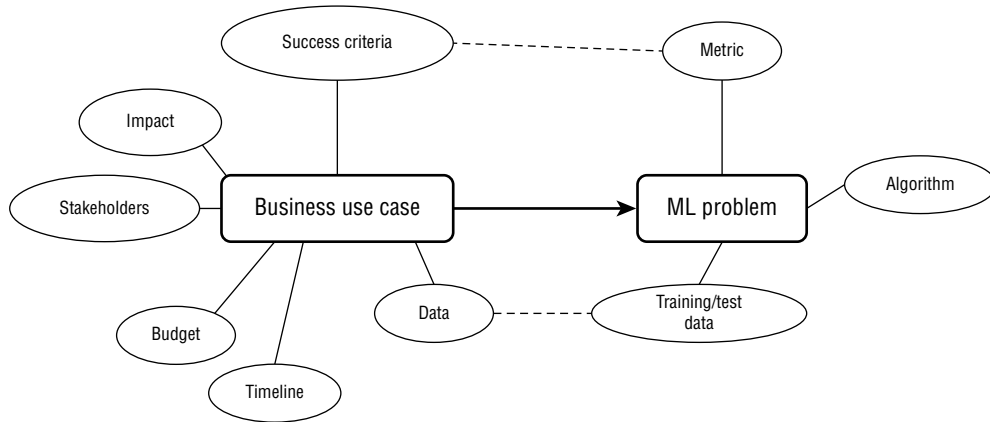 Success criteria
Metric
Impact
Algorithm
Stakeholders
Business use case
ML problem
Data
Training/test
data
Budget
Timeline